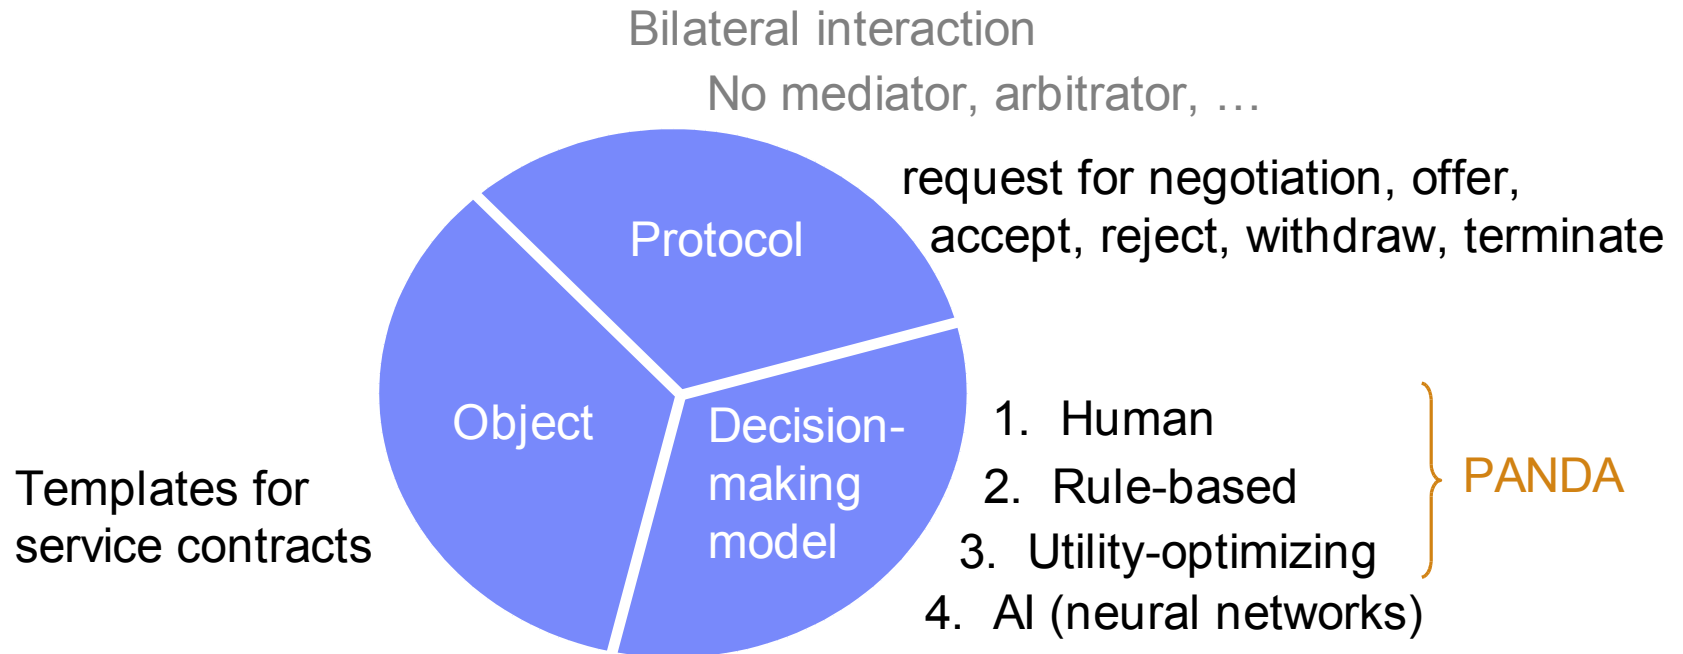 Bilateral interaction
No mediator, arbitrator, …
request for negotiation, offer,
accept, reject, withdraw, terminate
Protocol
Object
Decision-
making
model
Templates for
service contracts
1. Human
2. Rule-based
3. Utility-optimizing
4. AI (neural networks)
PANDA